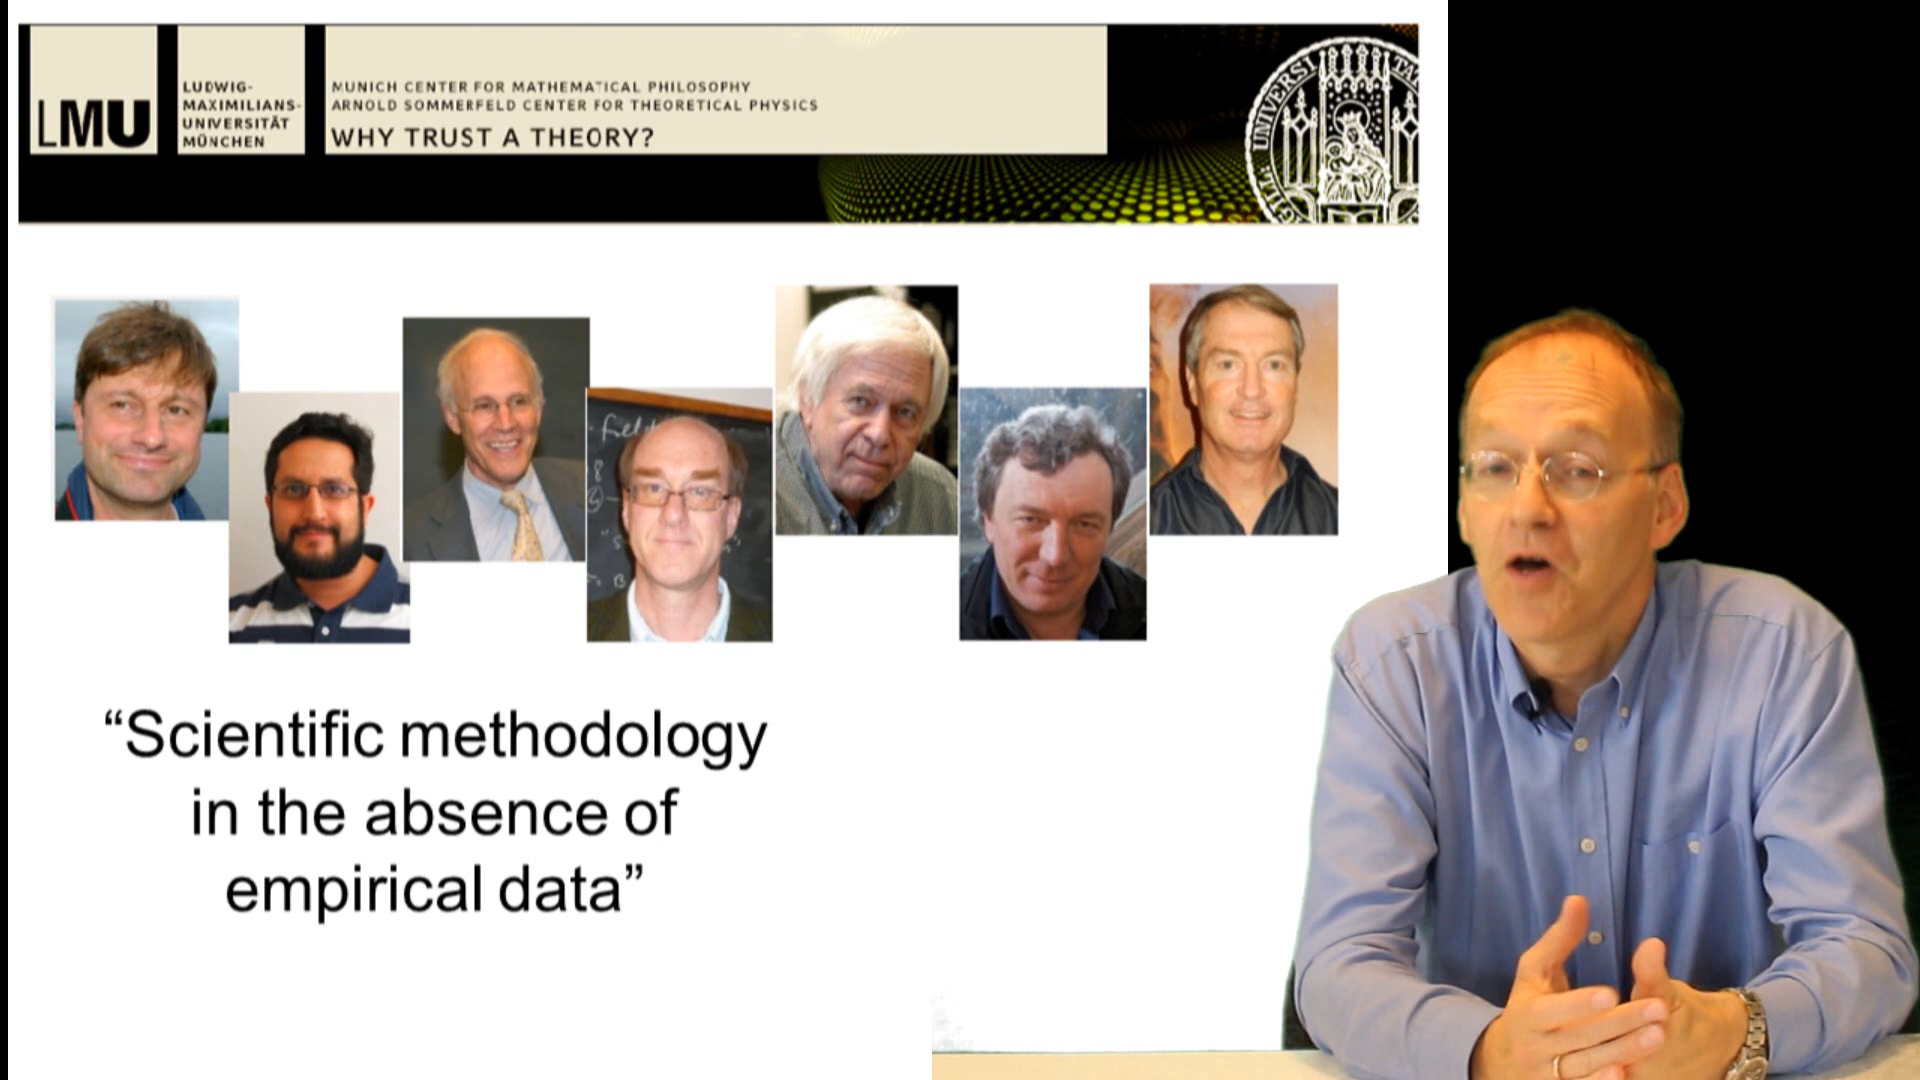 LMU
LUDWIG-
MAXIMILIANS-
UNIVERSITÄT
MÜNCHEN
MUNICH CENTER FOR MATHEMATICAL PHILOSOPHY
ARNOLD SOMMERFELD CENTER FOR THEORETICAL PHYSICS
WHY TRUST A THEORY?
“Scientific methodology
in the absence of
empirical data”